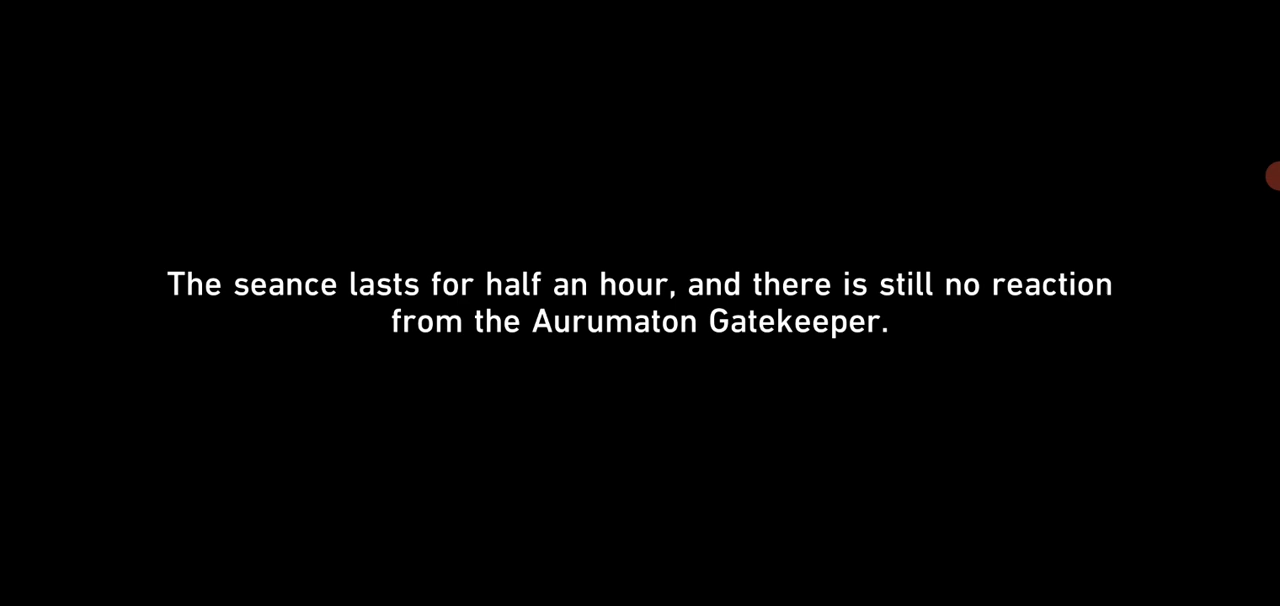 The seance lasts for half an hour, and there is still no reaction
from the Aurumaton Gatekeeper.